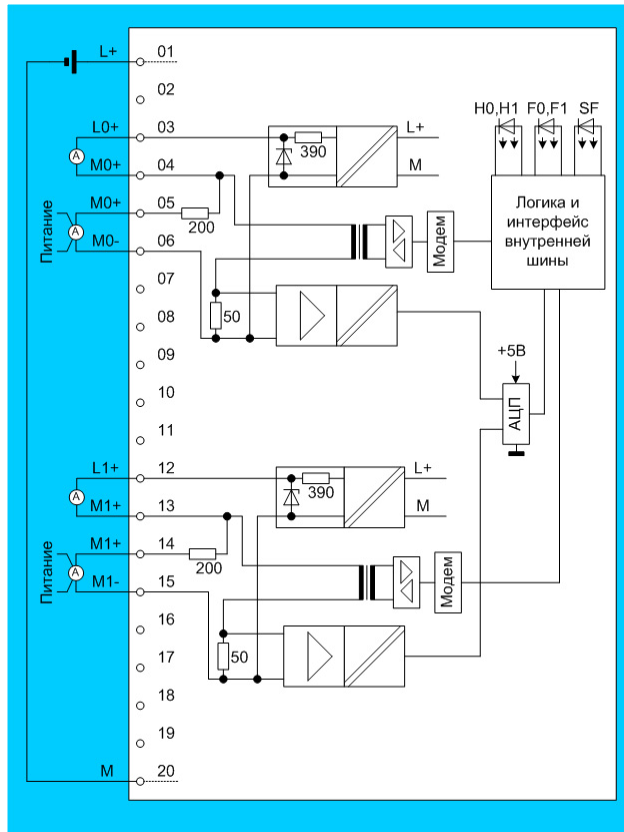 L+ 01
02
H0,H1 F0,F1 SF
L0+ 03 L+
390
A
M0+ 04 M
Логика и
интерфейс
внутренней
шины
M0+ 05
200
Питание
A
Модем
M0- 06
07
50
08
+5В
09
10
АЦП
11
L1+ 12 L+
390
A
M1+ 13 M
M1+ 14
200
Питание
A
Модем
M1- 15
16
50
17
18
19
M 20